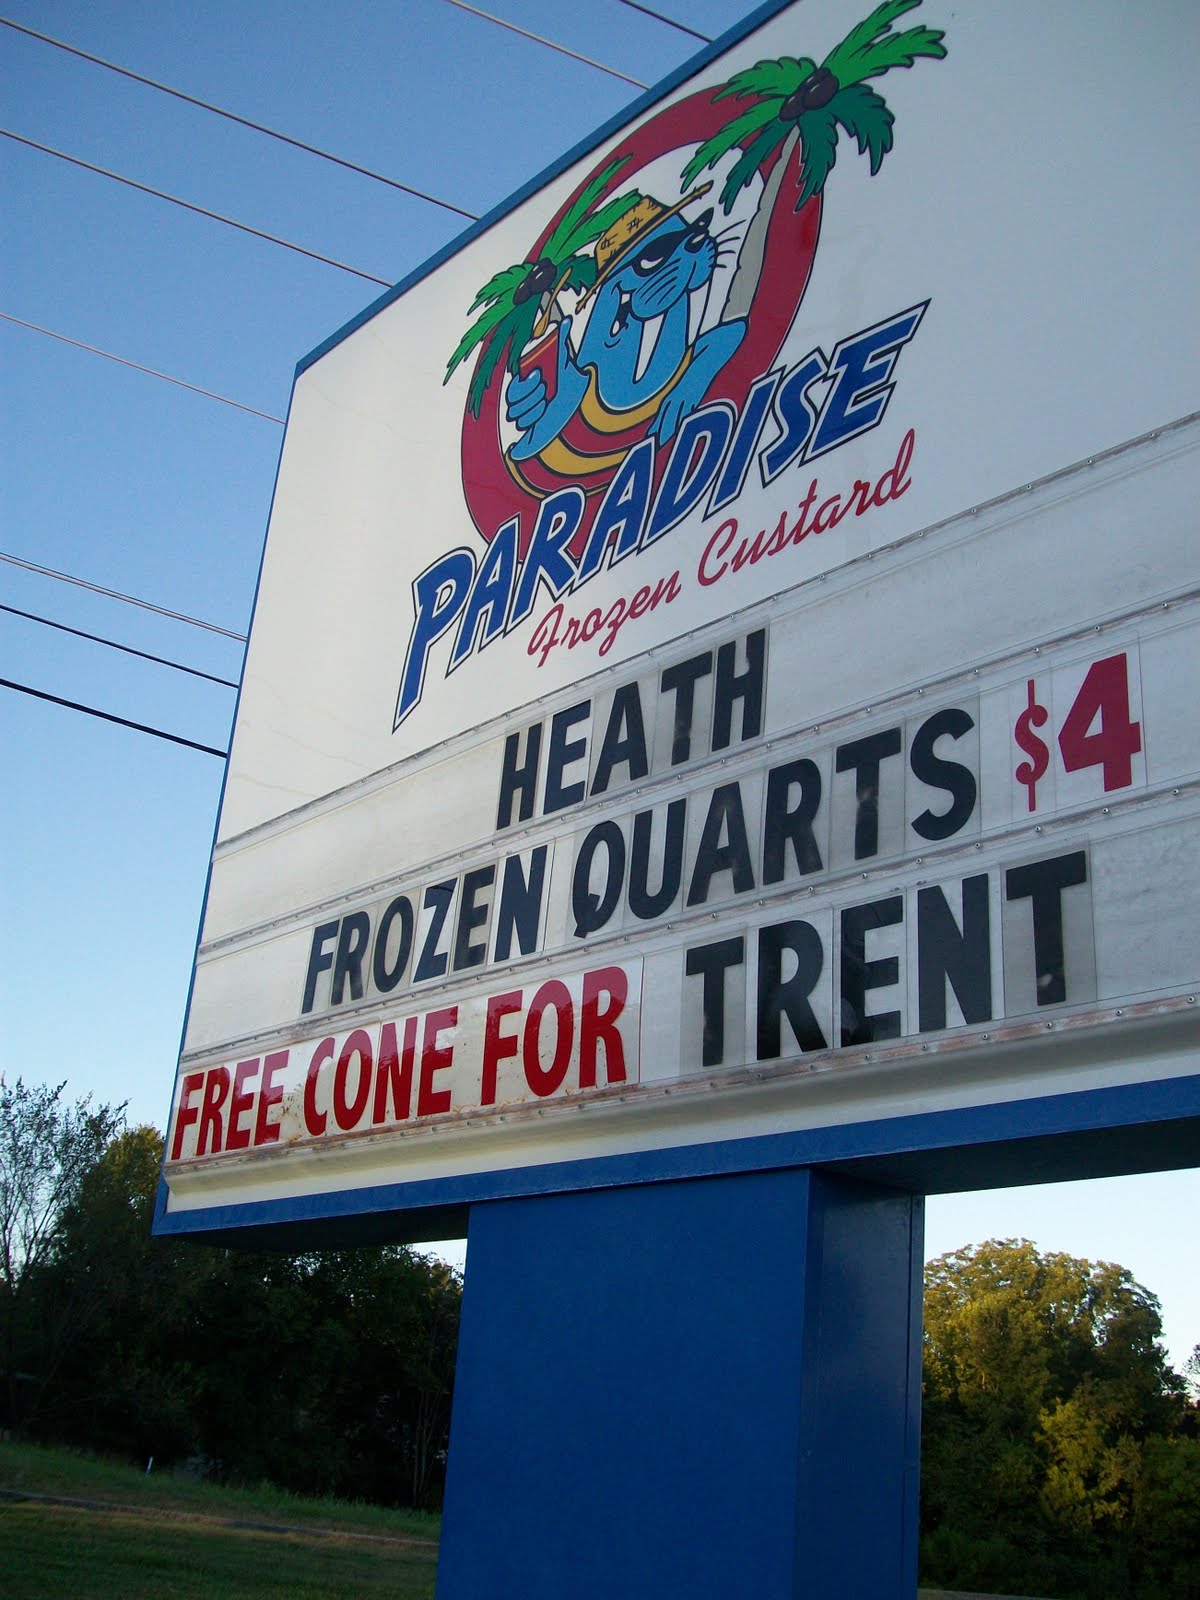 PARADISE
Frozen Custard
HEATH
FROZEN QUARTS $4
FREE CONE FOR TRENT